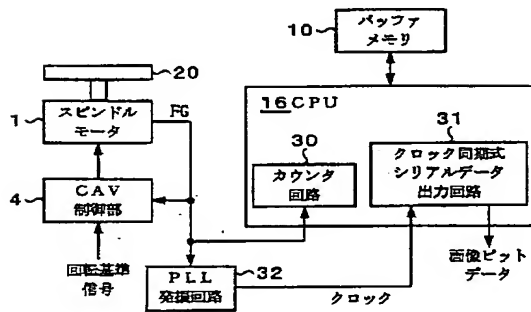 10
バッファ
メモリ
20
1
スピンドル
モータ
FG
16 CPU
30
カウンタ
回路
31
クロック同期式
シリアルデータ
出力回路
4
CAV
制御部
回転基準
信号
PLL
発振回路
32
クロック
画像ビット
データ